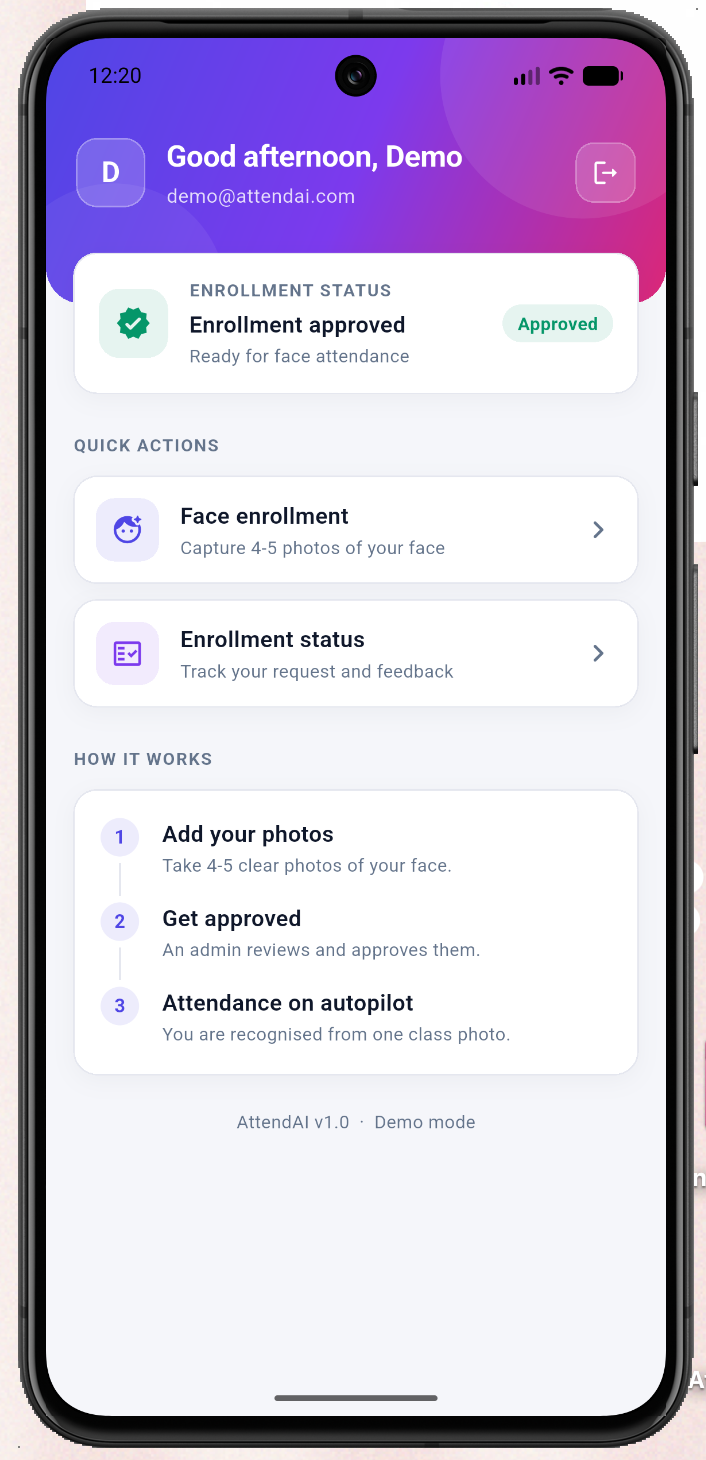 12:20
D
Good afternoon, Demo
demo@attendai.com
ENROLLMENT STATUS
Enrollment approved
Ready for face attendance
Approved
QUICK ACTIONS
Face enrollment
Capture 4-5 photos of your face
Enrollment status
Track your request and feedback
HOW IT WORKS
1
Add your photos
Take 4-5 clear photos of your face.
2
Get approved
An admin reviews and approves them.
3
Attendance on autopilot
You are recognised from one class photo.
AttendAI v1.0 · Demo mode